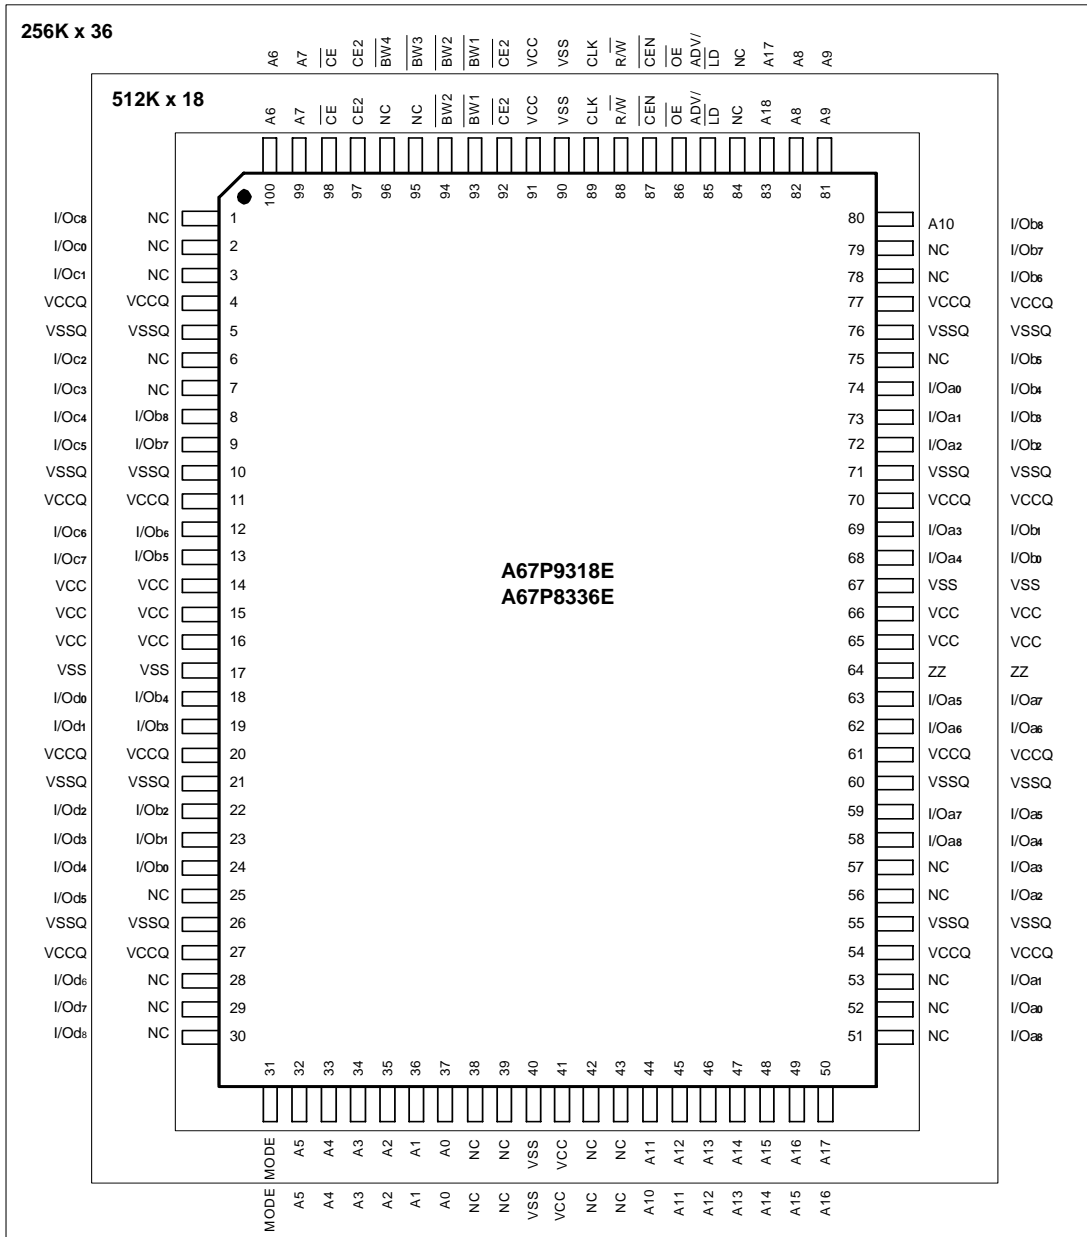 256K x 36
A6 A7 CE CE2 BW4 BW3 BW2 BW1 CE2 VCC VSS CLK R/W CEN OE ADV/LD NC A17 A8 A9
512K x 18
A6 A7 CE CE2 NC NC BW2 BW1 CE2 VCC VSS CLK R/W CEN OE ADV/LD NC A18 A8 A9
100 99 98 97 96 95 94 93 92 91 90 89 88 87 86 85 84 83 82 81
I/Oc8 NC 1 80 A10 I/Ob8
I/Oc0 NC 2 79 NC I/Ob7
I/Oc1 NC 3 78 NC I/Ob6
VCCQ VCCQ 4 77 VCCQ VCCQ
VSSQ VSSQ 5 76 VSSQ VSSQ
I/Oc2 NC 6 75 NC I/Ob5
I/Oc3 NC 7 74 I/Oa0 I/Ob4
I/Oc4 I/Ob8 8 73 I/Oa1 I/Ob3
I/Oc5 I/Ob7 9 72 I/Oa2 I/Ob2
VSSQ VSSQ 10 71 VSSQ VSSQ
VCCQ VCCQ 11 70 VCCQ VCCQ
I/Oc6 I/Ob6 12 69 I/Oa3 I/Ob1
I/Oc7 I/Ob5 13 68 I/Oa4 I/Ob0
A67P9318E
VCC VCC 14 67 VSS VSS
A67P8336E
VCC VCC 15 66 VCC VCC
VCC VCC 16 65 VCC VCC
VSS VSS 17 64 ZZ ZZ
I/Od0 I/Ob4 18 63 I/Oa5 I/Oa7
I/Od1 I/Ob3 19 62 I/Oa6 I/Oa6
VCCQ VCCQ 20 61 VCCQ VCCQ
VSSQ VSSQ 21 60 VSSQ VSSQ
I/Od2 I/Ob2 22 59 I/Oa7 I/Oa5
I/Od3 I/Ob1 23 58 I/Oa8 I/Oa4
I/Od4 I/Ob0 24 57 NC I/Oa3
I/Od5 NC 25 56 NC I/Oa2
VSSQ VSSQ 26 55 VSSQ VSSQ
VCCQ VCCQ 27 54 VCCQ VCCQ
I/Od6 NC 28 53 NC I/Oa1
I/Od7 NC 29 52 NC I/Oa0
I/Od8 NC 30 51 NC I/Oa8
31 32 33 34 35 36 37 38 39 40 41 42 43 44 45 46 47 48 49 50
MODE A5 A4 A3 A2 A1 A0 NC NC VSS VCC NC NC A11 A12 A13 A14 A15 A16 A17
MODE A5 A4 A3 A2 A1 A0 NC NC VSS VCC NC NC A10 A11 A12 A13 A14 A15 A16